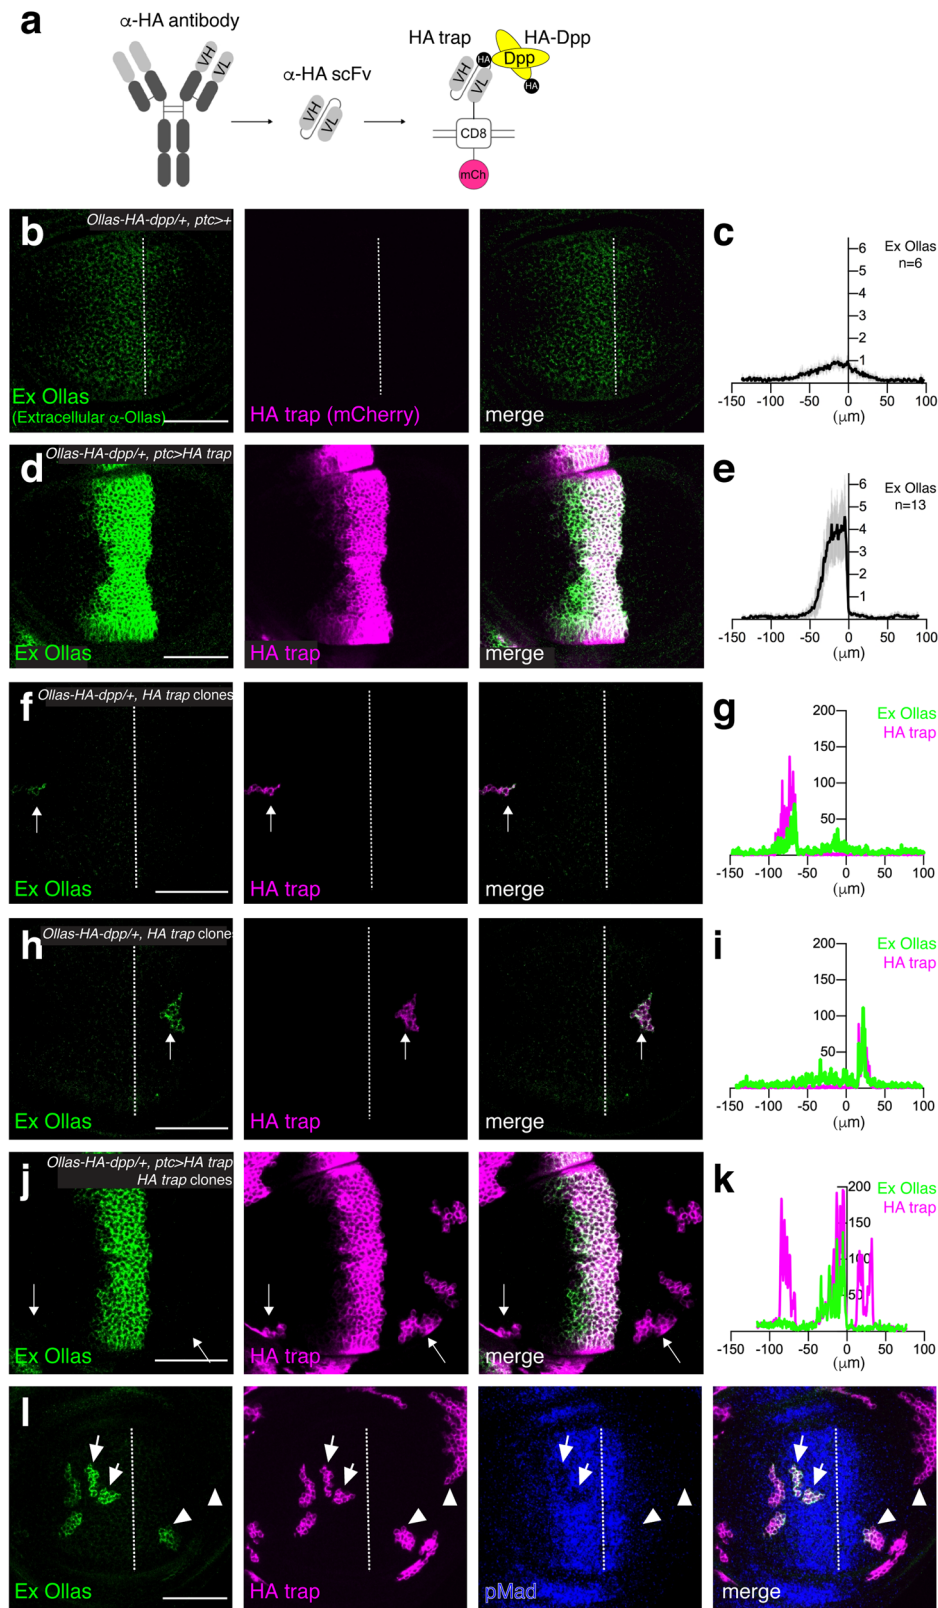 a
α-HA antibody
VH
VL
α-HA scFv
VH
VL
HA trap
HA-Dpp
VH
VL
HA
Dpp
HA
CD8
mCh
b
Ollas-HA-dpp/+, ptc>+
Ex Ollas
(Extracellular α-Ollas)
HA trap (mCherry)
merge
c
Ex Ollas
n=6
6
5
4
3
2
1
-150 -100 -50 0 50 100
(μm)
d
Ollas-HA-dpp/+, ptc>HA trap
Ex Ollas
HA trap
merge
e
Ex Ollas
n=13
6
5
4
3
2
1
-150 -100 -50 0 50 100
(μm)
f
Ollas-HA-dpp/+, HA trap clones
Ex Ollas
HA trap
merge
g
Ex Ollas
HA trap
200
150
100
50
-150 -100 -50 0 50 100
(μm)
h
Ollas-HA-dpp/+, HA trap clones
Ex Ollas
HA trap
merge
i
Ex Ollas
HA trap
200
150
100
50
-150 -100 -50 0 50 100
(μm)
j
Ollas-HA-dpp/+, ptc>HA trap
HA trap clones
Ex Ollas
HA trap
merge
k
Ex Ollas
HA trap
200
150
100
50
-150 -100 -50 0 50 100
(μm)
l
Ex Ollas
HA trap
pMad
merge